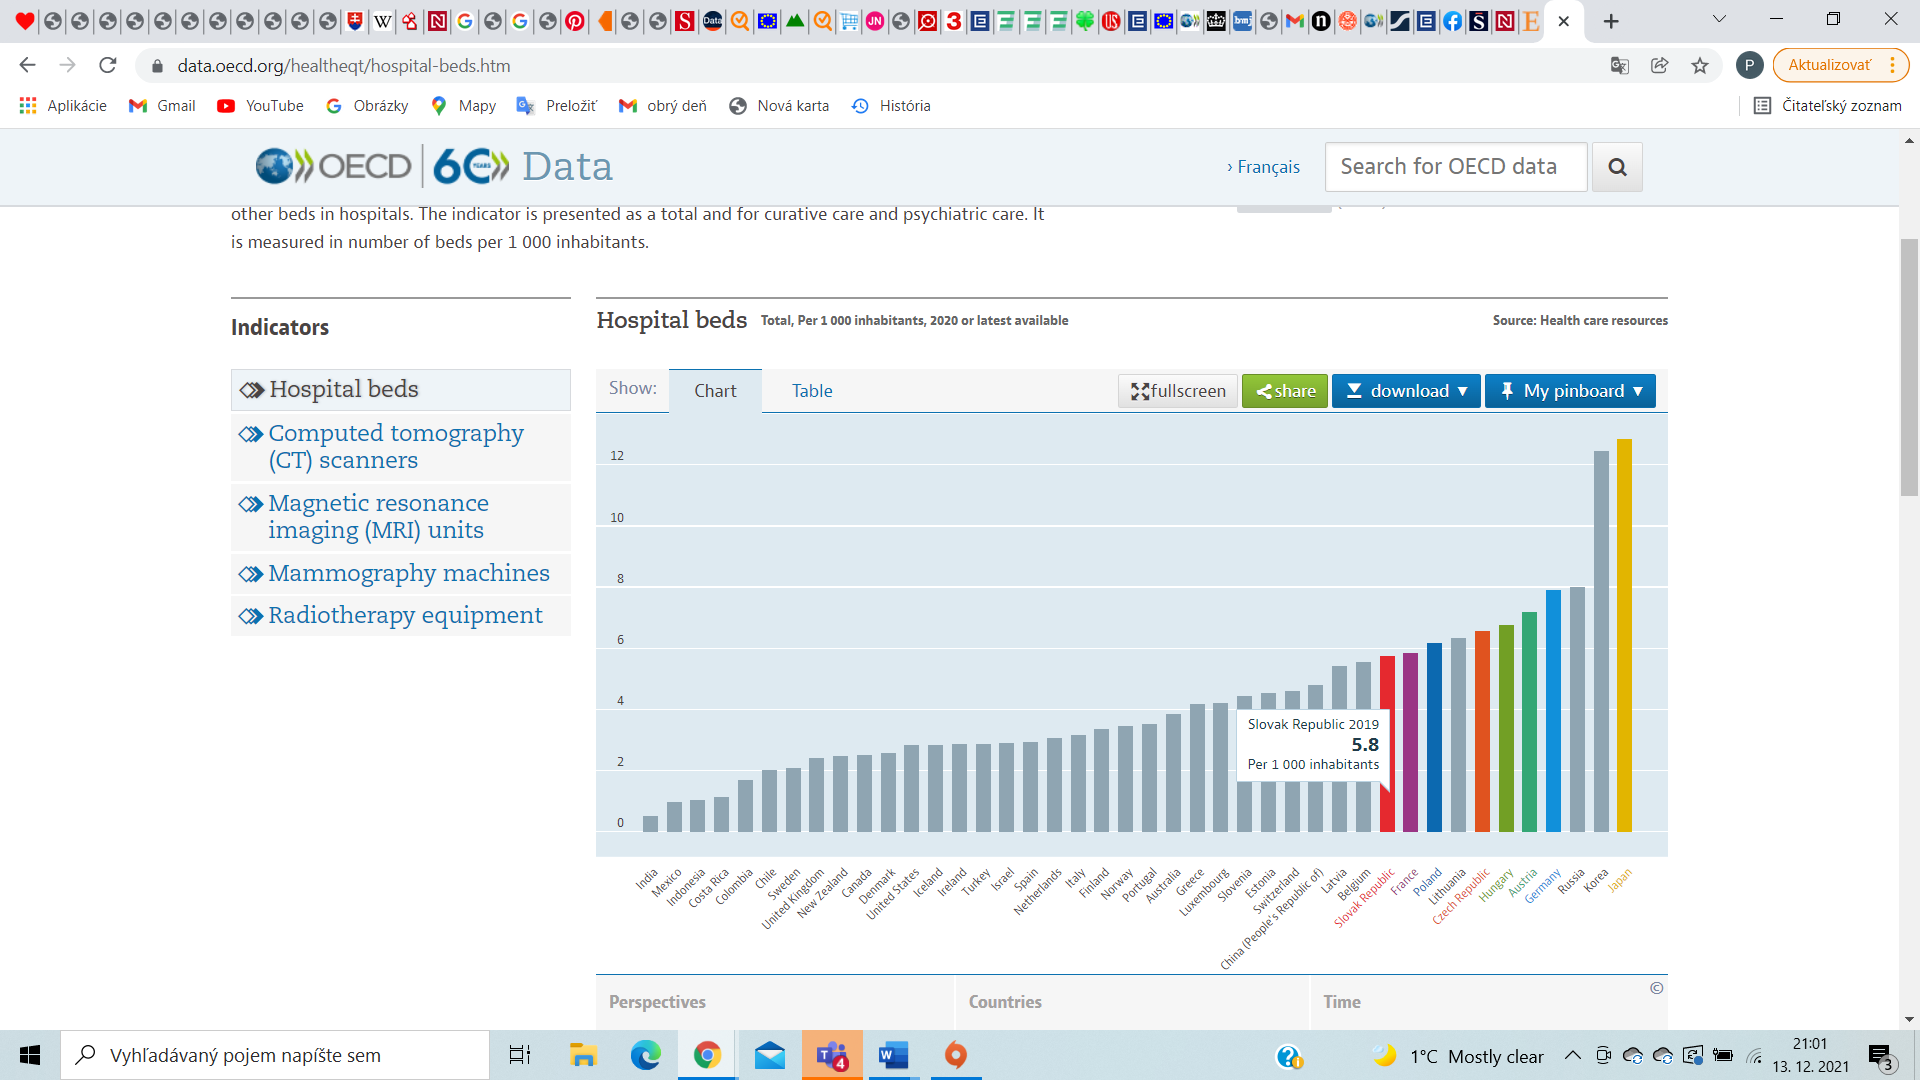 data.oecd.org/healtheqt/hospital-beds.htm
P
Aktualizovať
Aplikácie
Gmail
YouTube
Obrázky
Mapy
Preložiť
obrý deň
Nová karta
História
Čitateľský zoznam
OECD 60 YEARS Data
› Français
Search for OECD data
other beds in hospitals. The indicator is presented as a total and for curative care and psychiatric care. It
is measured in number of beds per 1 000 inhabitants.
Indicators
Hospital beds
Computed tomography
(CT) scanners
Magnetic resonance
imaging (MRI) units
Mammography machines
Radiotherapy equipment
Hospital beds Total, Per 1 000 inhabitants, 2020 or latest available
Source: Health care resources
Show:
Chart
Table
fullscreen
share
download
My pinboard
12
10
8
6
4
2
0
Slovak Republic 2019
5.8
Per 1 000 inhabitants
India
Mexico
Indonesia
Costa Rica
Colombia
Chile
Sweden
United Kingdom
New Zealand
Canada
Denmark
United States
Iceland
Ireland
Turkey
Israel
Spain
Netherlands
Italy
Finland
Norway
Portugal
Australia
Greece
Luxembourg
Slovenia
Estonia
Switzerland
China (People's Republic of)
Latvia
Belgium
Slovak Republic
France
Poland
Lithuania
Czech Republic
Hungary
Austria
Germany
Russia
Korea
Japan
©
Perspectives
Countries
Time
Vyhľadávaný pojem napíšte sem
4
1°C Mostly clear
21:01
13. 12. 2021
3